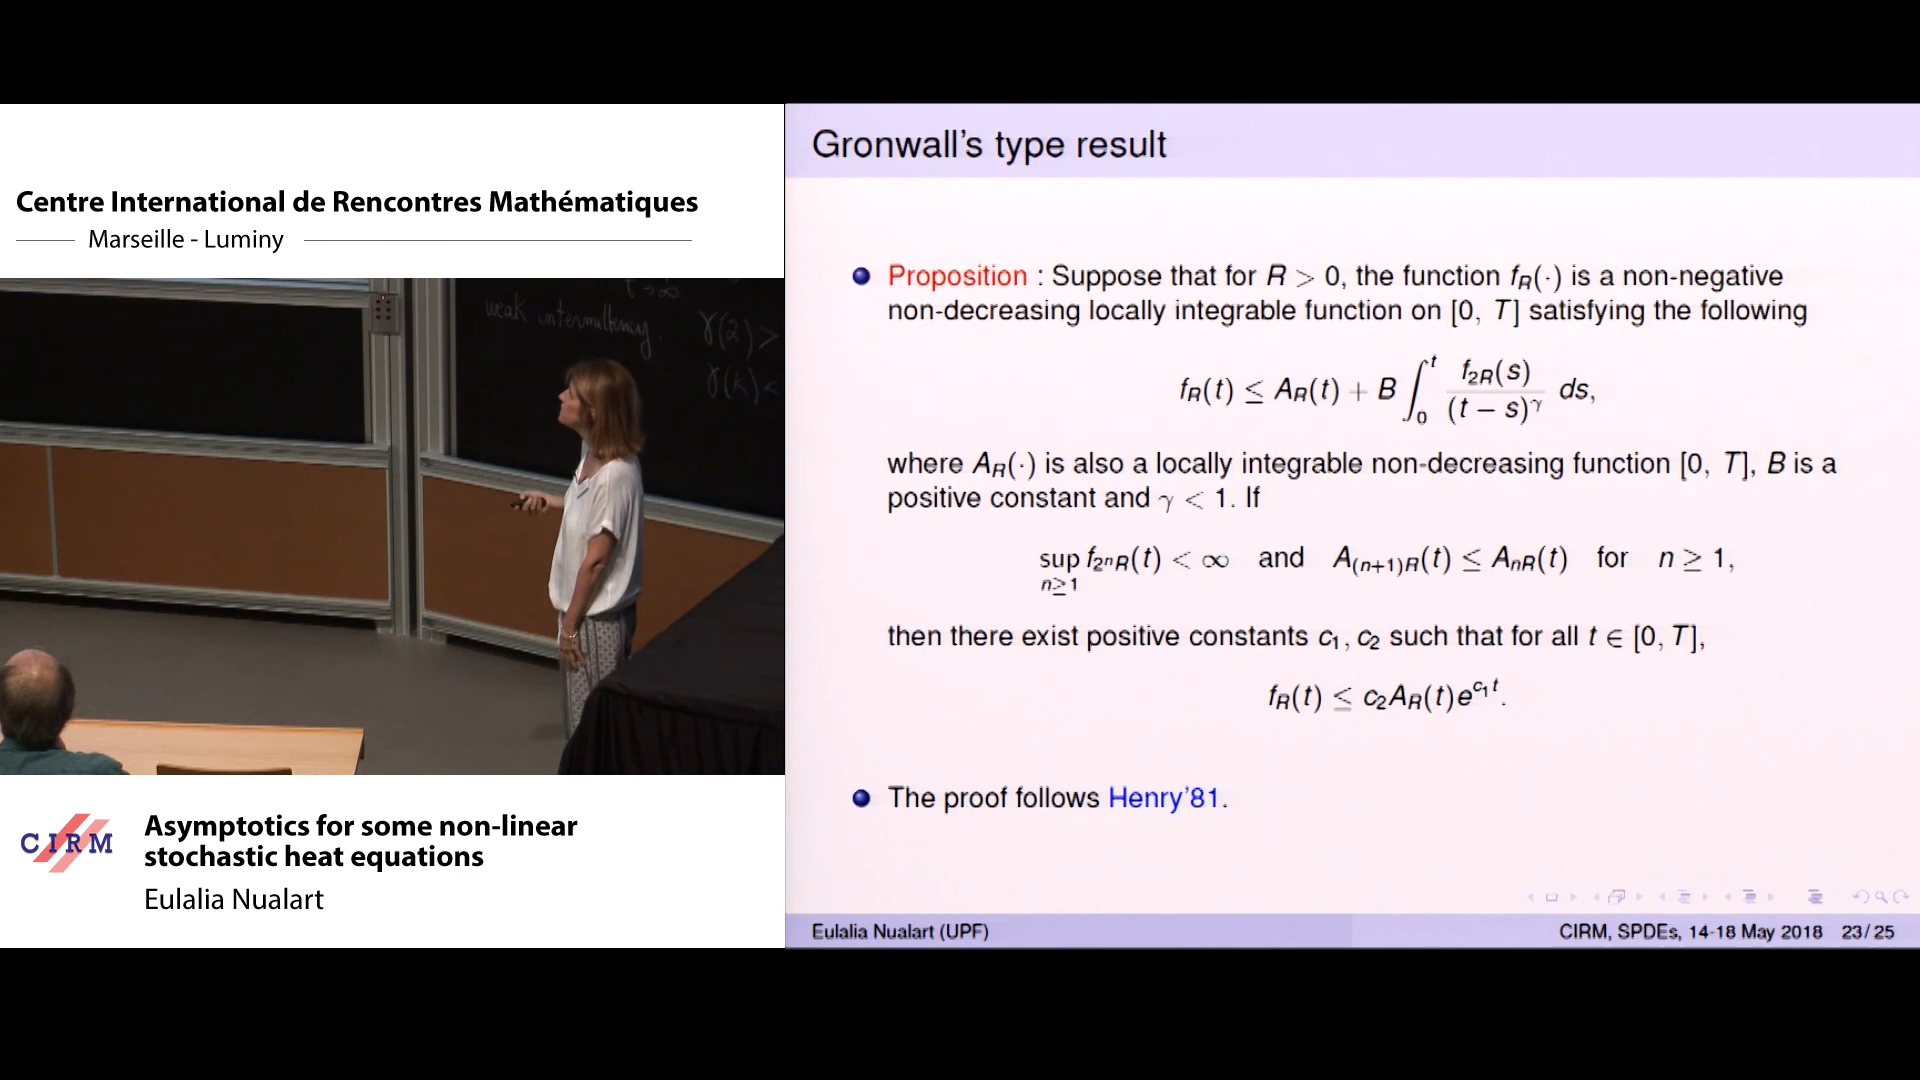 Centre International de Rencontres Mathématiques
Marseille - Luminy
weak intermittency.
γ(2) >
γ(k) <
t→∞
CIRM
Asymptotics for some non-linear
stochastic heat equations
Eulalia Nualart
Gronwall's type result
Proposition : Suppose that for R > 0, the function f_R(·) is a non-negative
non-decreasing locally integrable function on [0, T] satisfying the following
f_R(t) ≤ A_R(t) + B ∫_0^t f_{2R}(s) / (t − s)^γ ds,
where A_R(·) is also a locally integrable non-decreasing function [0, T], B is a
positive constant and γ < 1. If
sup_{n≥1} f_{2^n R}(t) < ∞ and A_{(n+1)R}(t) ≤ A_{nR}(t) for n ≥ 1,
then there exist positive constants c_1, c_2 such that for all t ∈ [0, T],
f_R(t) ≤ c_2 A_R(t)e^{c_1 t}.
The proof follows Henry'81.
Eulalia Nualart (UPF)
CIRM, SPDEs, 14-18 May 2018 23/25